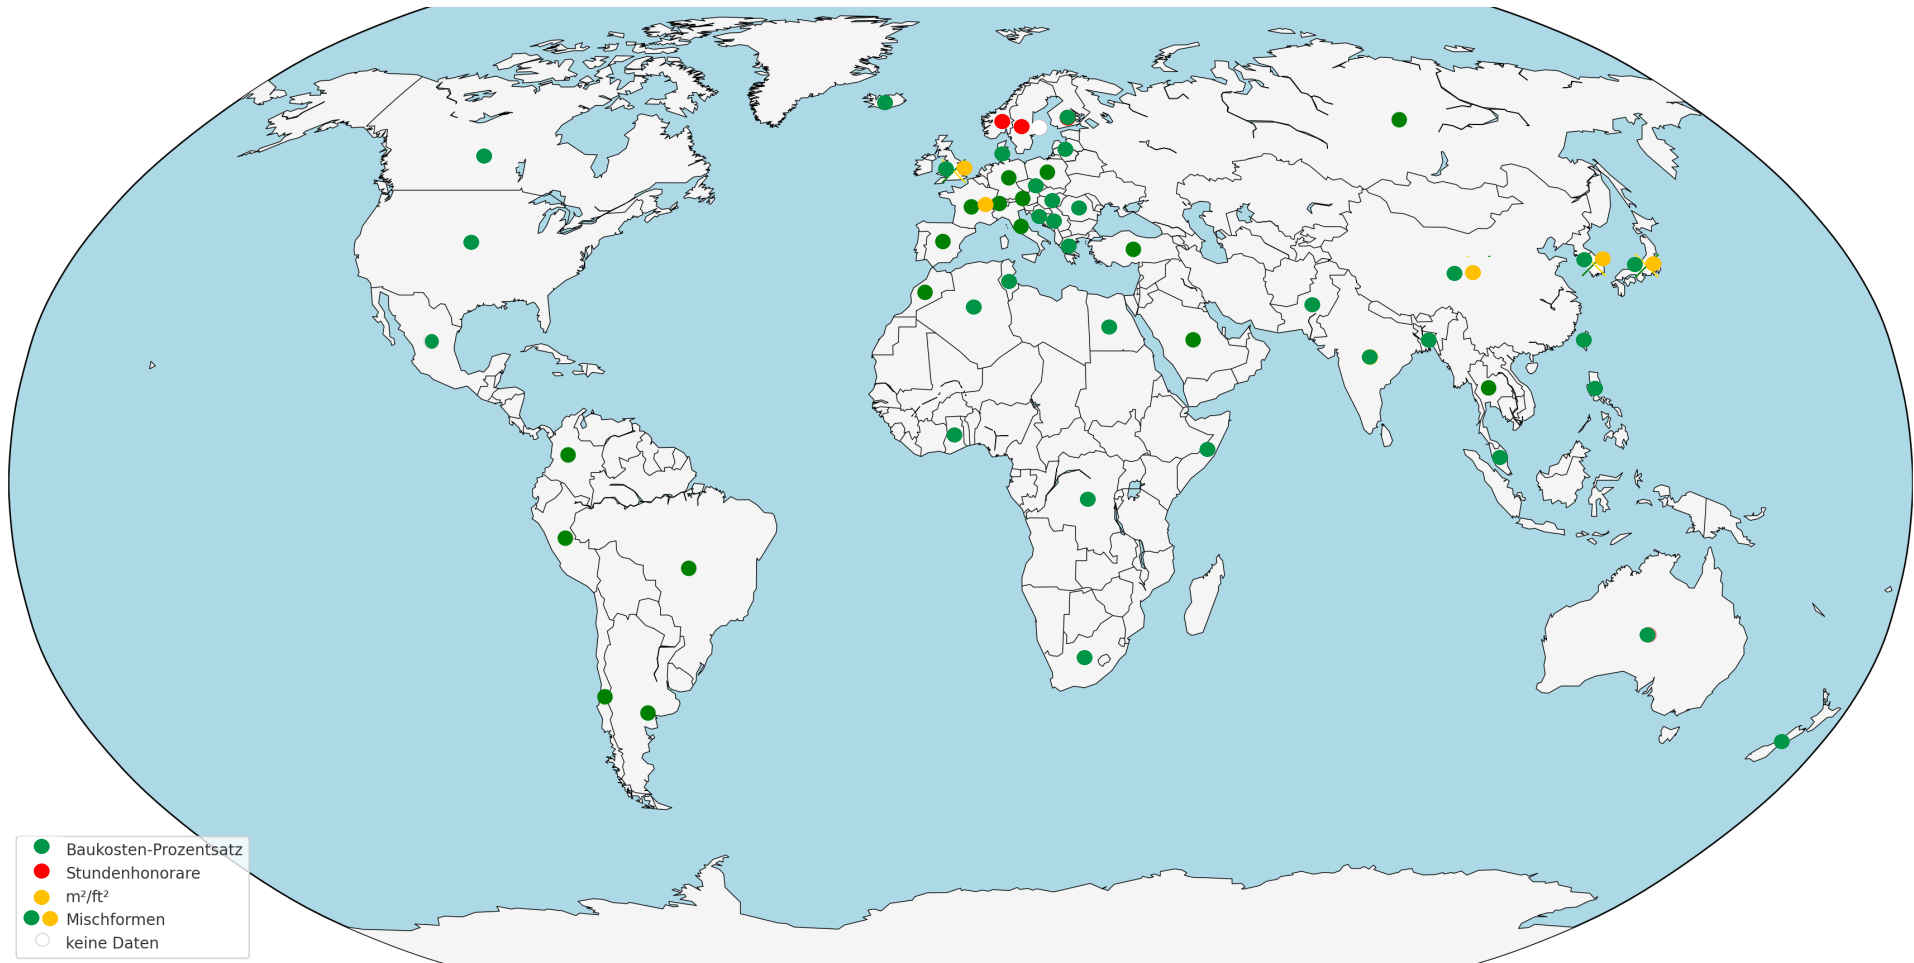 Baukosten-Prozentsatz
Stundenhonorare
m²/ft²
Mischformen
keine Daten